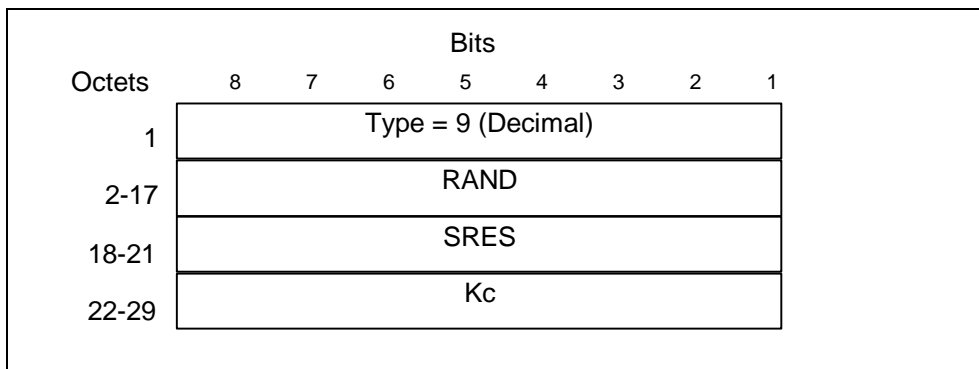 Bits
Octets 8 7 6 5 4 3 2 1
1 Type = 9 (Decimal)
2-17 RAND
18-21 SRES
22-29 Kc